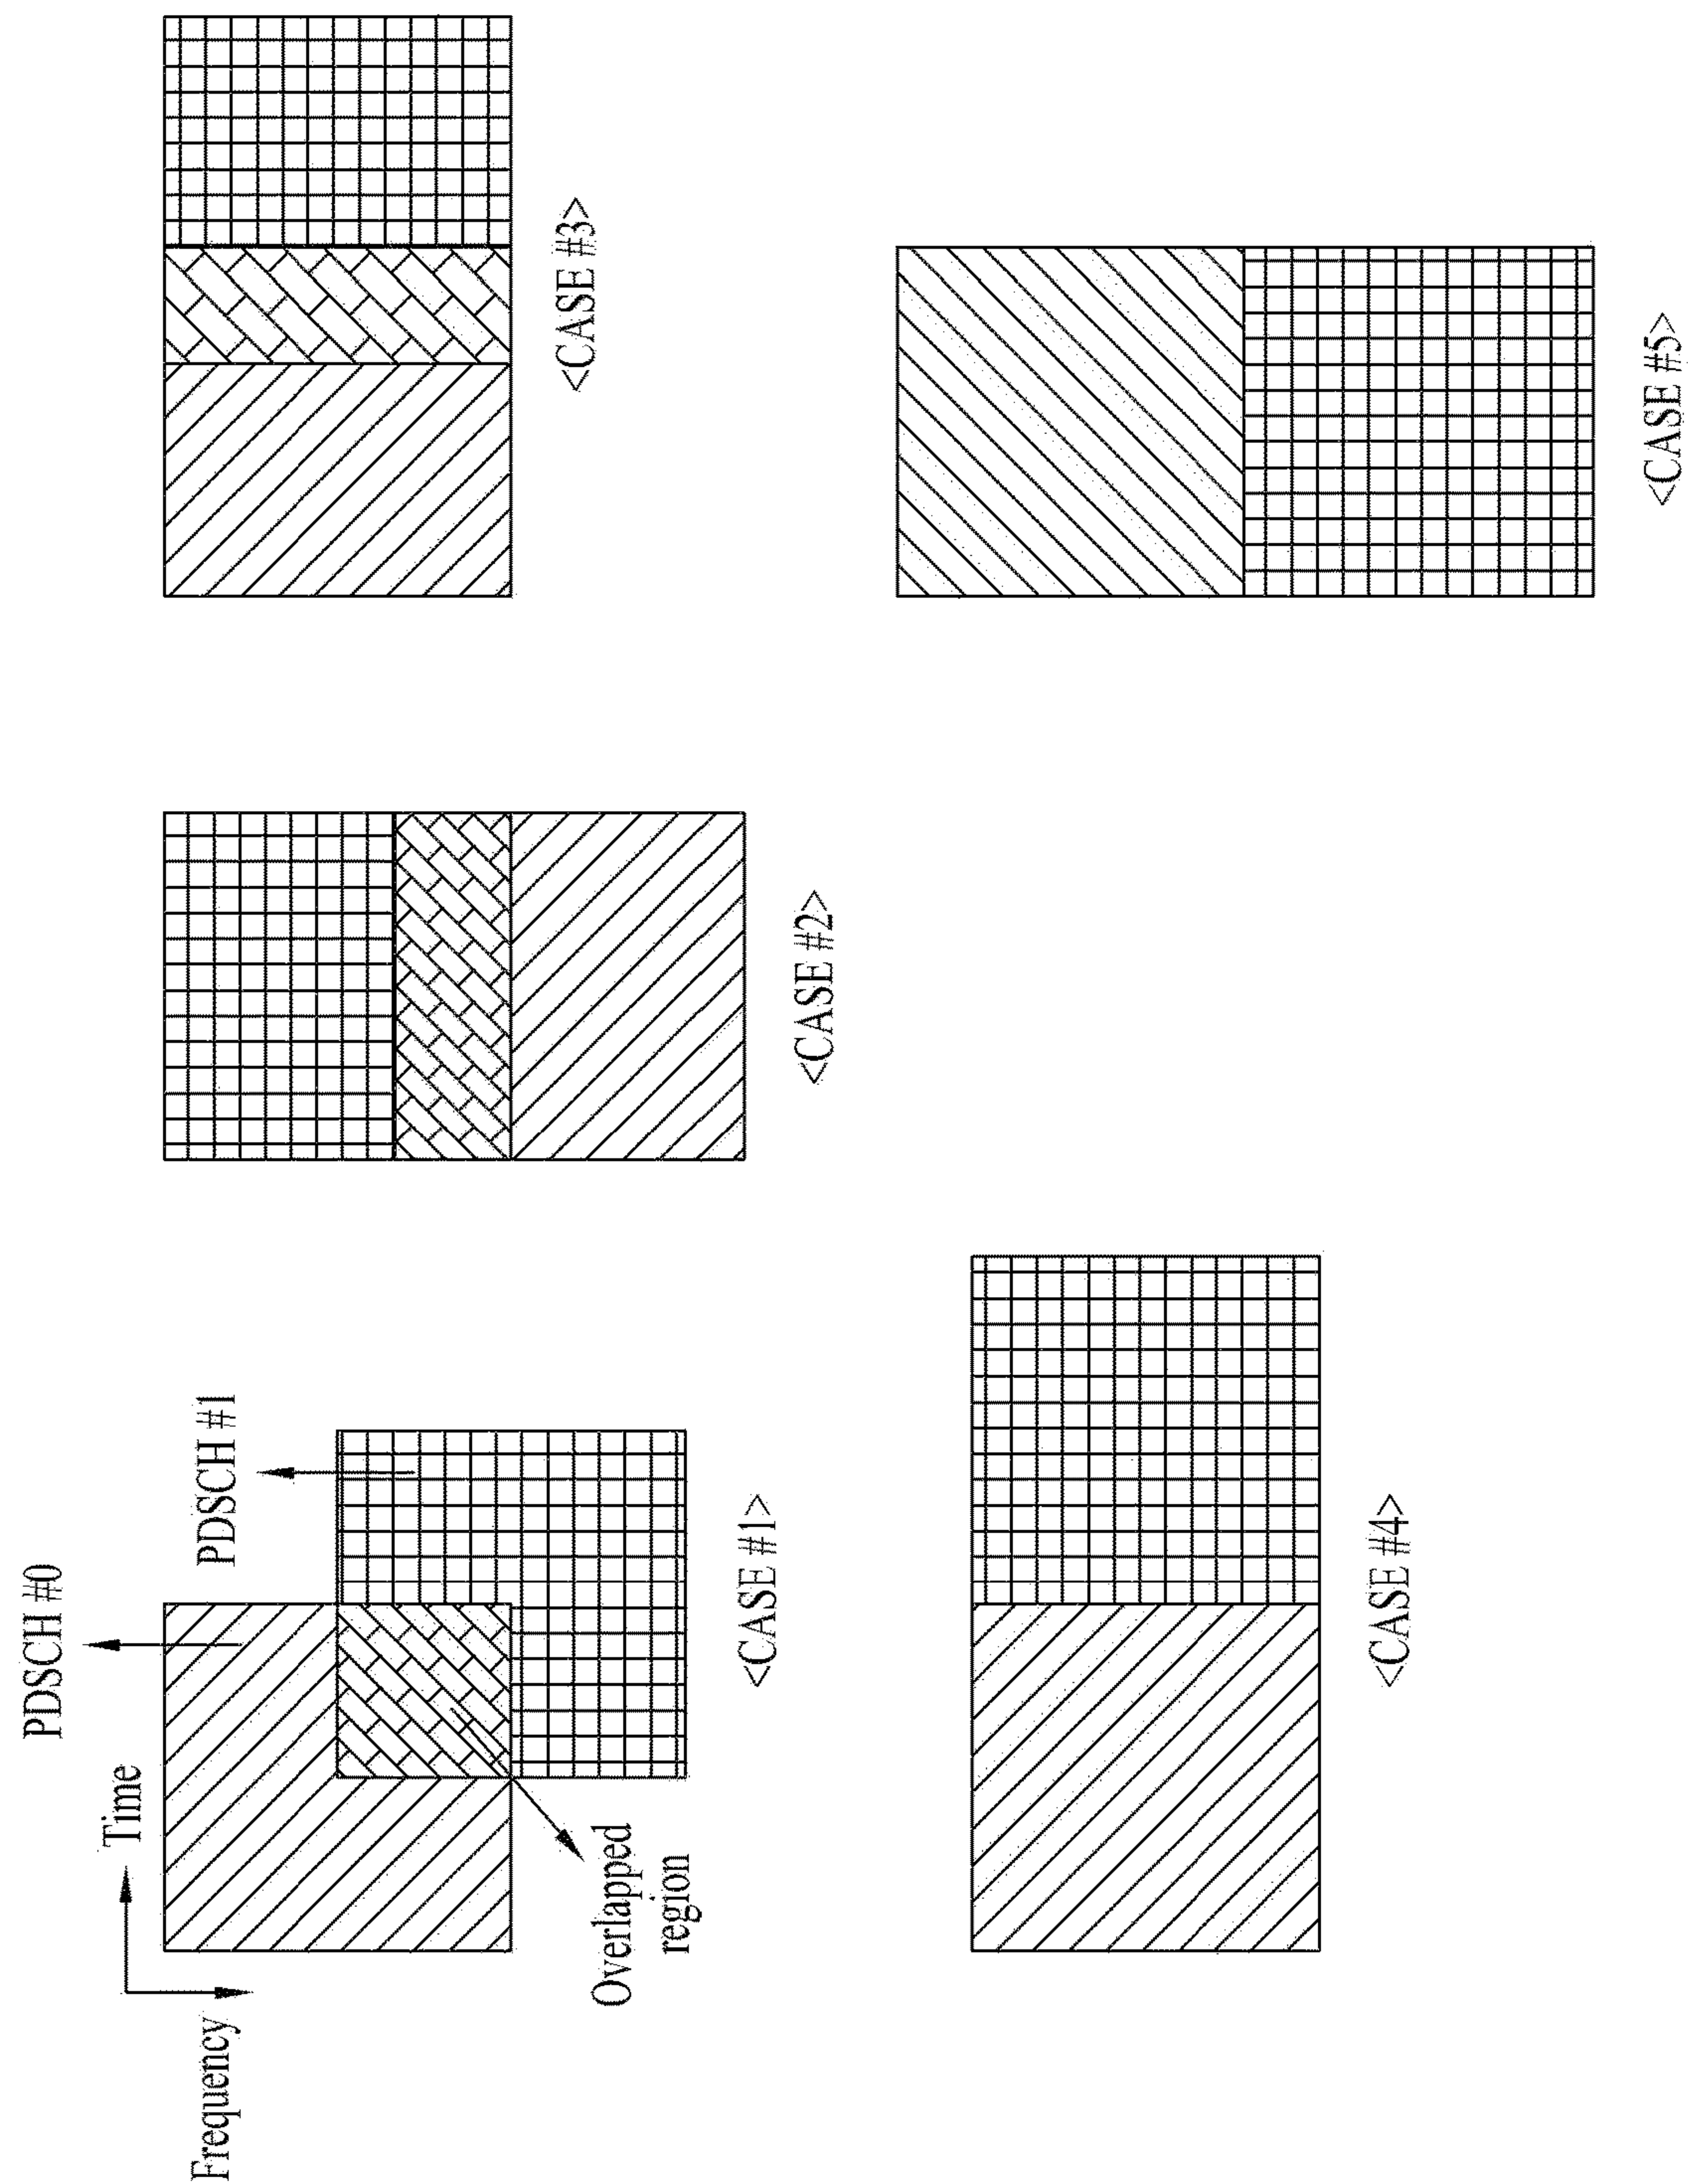 PDSCH #0
Time
Frequency
PDSCH #1
Overlapped
region
<CASE #1>
<CASE #2>
<CASE #3>
<CASE #4>
<CASE #5>